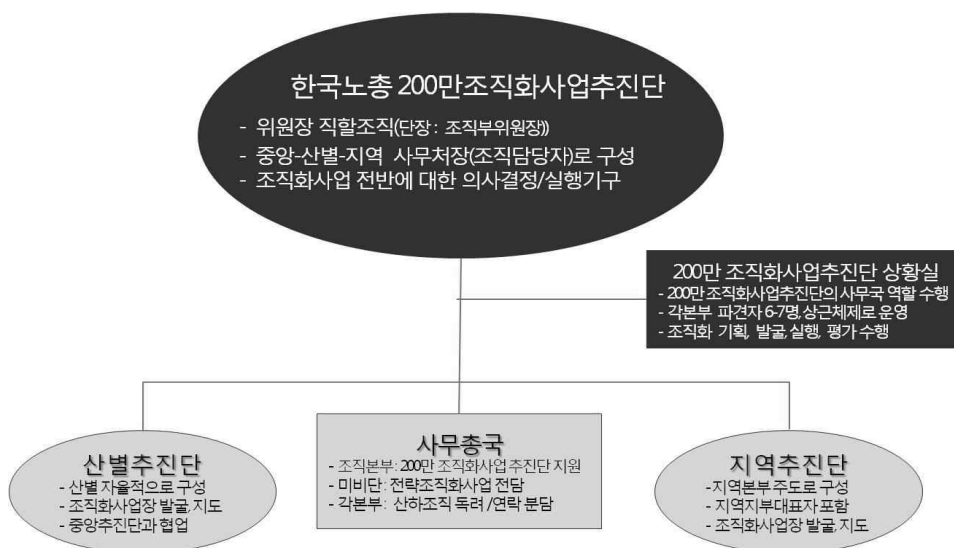 한국노총 200만조직화사업추진단
- 위원장 직할조직(단장 : 조직부위원장))
- 중앙-산별-지역 사무처장(조직담당자)로 구성
- 조직화사업 전반에 대한 의사결정/실행기구
200만 조직화사업추진단 상황실
- 200만 조직화사업추진단의 사무국 역할 수행
- 각본부 파견자 6-7명, 상근체제로 운영
- 조직화 기획, 발굴, 실행, 평가 수행
산별추진단
- 산별 자율적으로 구성
- 조직화사업장 발굴, 지도
- 중앙추진단과 협업
사무총국
- 조직본부: 200만 조직화사업 추진단 지원
- 미비단 : 전략조직화사업 전담
- 각본부 : 산하조직 독려 /연락 분담
지역추진단
-지역본부 주도로 구성
- 지역지부대표자 포함
- 조직화사업장 발굴, 지도